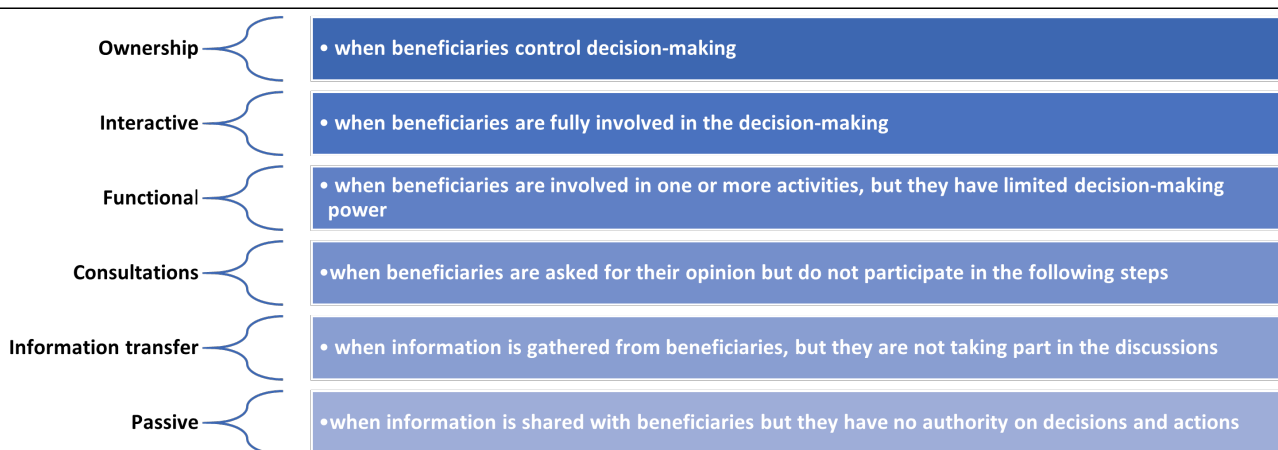 Ownership
• when beneficiaries control decision-making
Interactive
• when beneficiaries are fully involved in the decision-making
Functional
• when beneficiaries are involved in one or more activities, but they have limited decision-making
power
Consultations
•when beneficiaries are asked for their opinion but do not participate in the following steps
Information transfer
• when information is gathered from beneficiaries, but they are not taking part in the discussions
Passive
•when information is shared with beneficiaries but they have no authority on decisions and actions